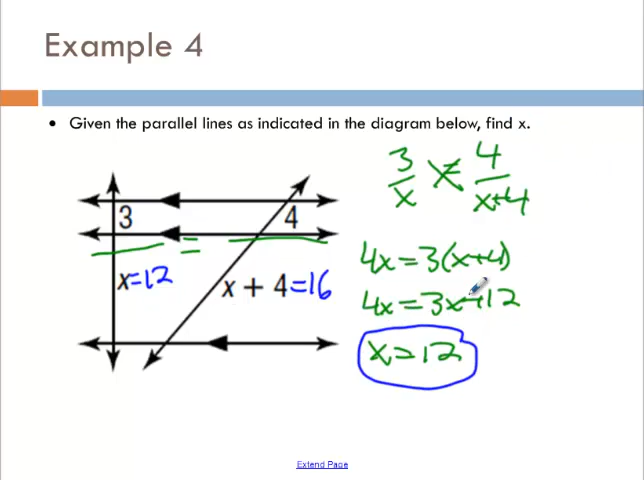 Example 4
• Given the parallel lines as indicated in the diagram below, find x.
3/x = 4/x+4
3
4
x=12
x + 4=16
4x=3(x+4)
4x=3x+12
x=12
Extend Page